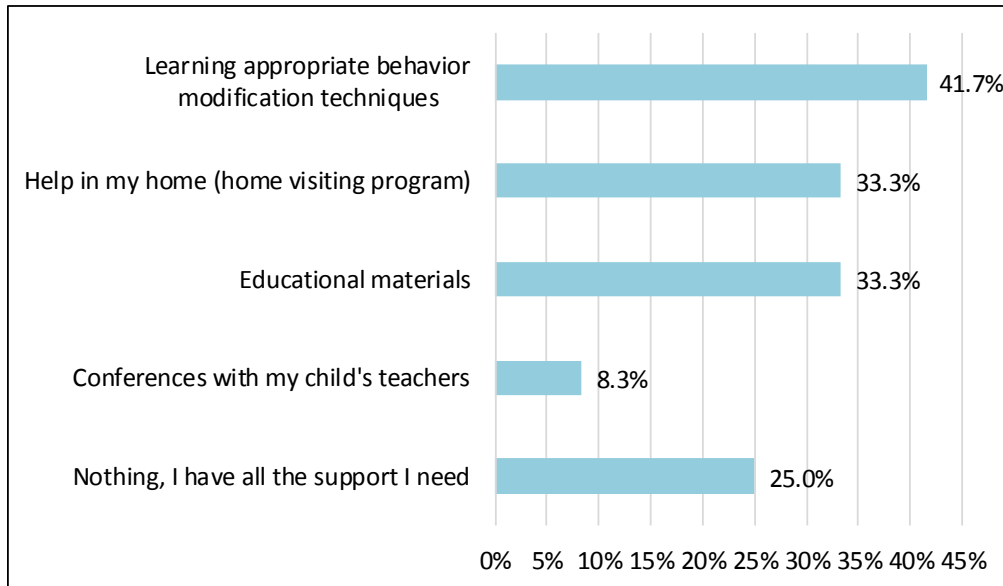 Learning appropriate behavior
modification techniques
41.7%
Help in my home (home visiting program)
33.3%
Educational materials
33.3%
Conferences with my child's teachers
8.3%
Nothing, I have all the support I need
25.0%
0% 5% 10% 15% 20% 25% 30% 35% 40% 45%